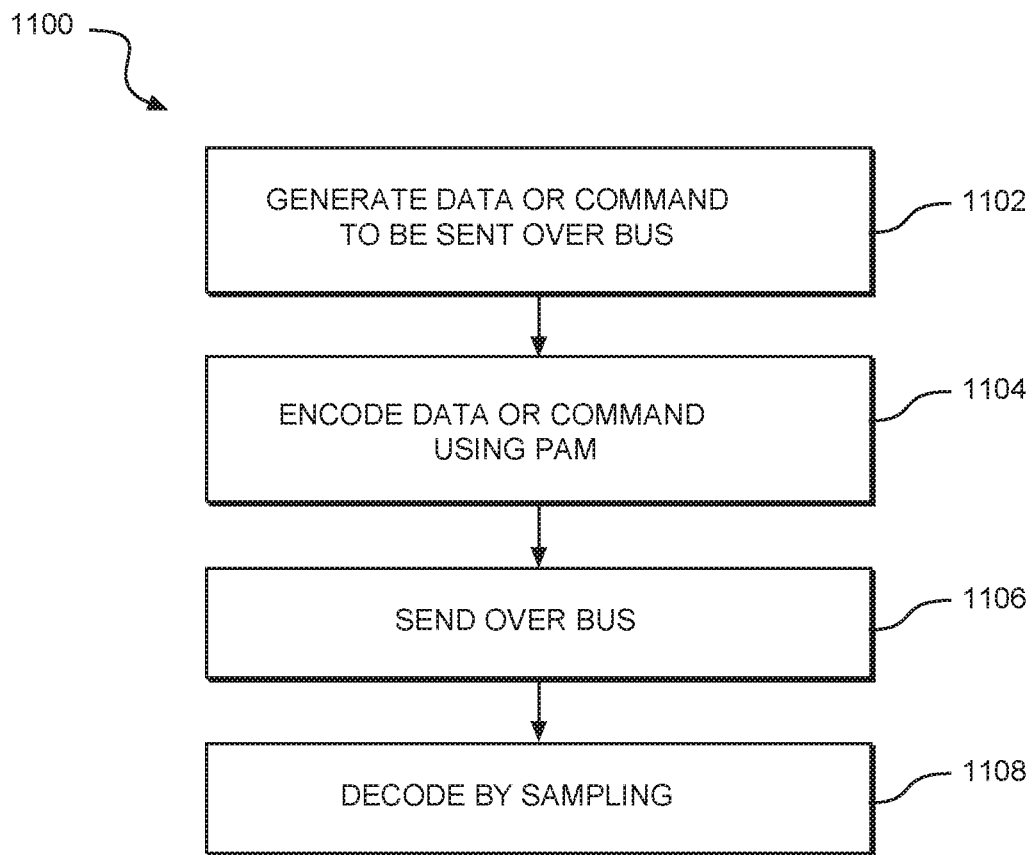 1100
GENERATE DATA OR COMMAND
TO BE SENT OVER BUS
1102
ENCODE DATA OR COMMAND
USING PAM
1104
SEND OVER BUS
1106
DECODE BY SAMPLING
1108